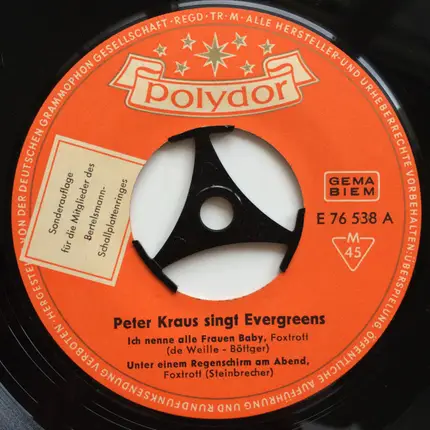 HERGESTELLT VON DER DEUTSCHEN GRAMMOPHON GESELLSCHAFT · REGD·TR·M·ALLE HERSTELLER-UND URHEBERRECHTE VORBEHALTEN·ÜBERSPIELUNG, ÖFFENTLICHE AUFFÜHRUNG UND RUNDFUNKSENDUNG VERBOTEN·
polydor
Sonderauflage
für die Mitglieder des
Bertelsmann-
Schallplattenringes
GEMA
BIEM
E 76 538 A
M
45
Peter Kraus singt Evergreens
Ich nenne alle Frauen Baby, Foxtrott
(de Weille - Böttger)
Unter einem Regenschirm am Abend,
Foxtrott (Steinbrecher)